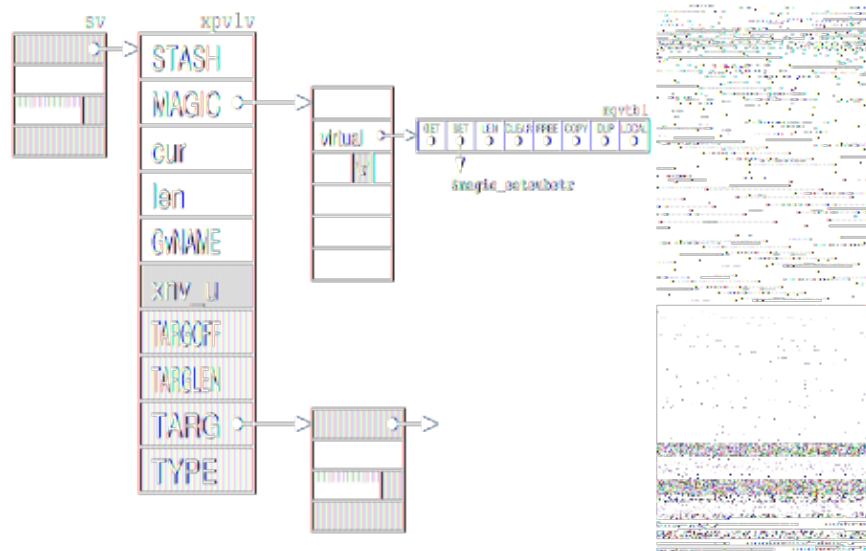 sv
xpvlv
STASH
MAGIC
cur
len
GvNAME
xnv_u
TARGOFF
TARGLEN
TARG
TYPE
virtual
mgvtbl
GET SET LEN CLEAR FREE COPY DUP LOCAL
&magic_setsubstr